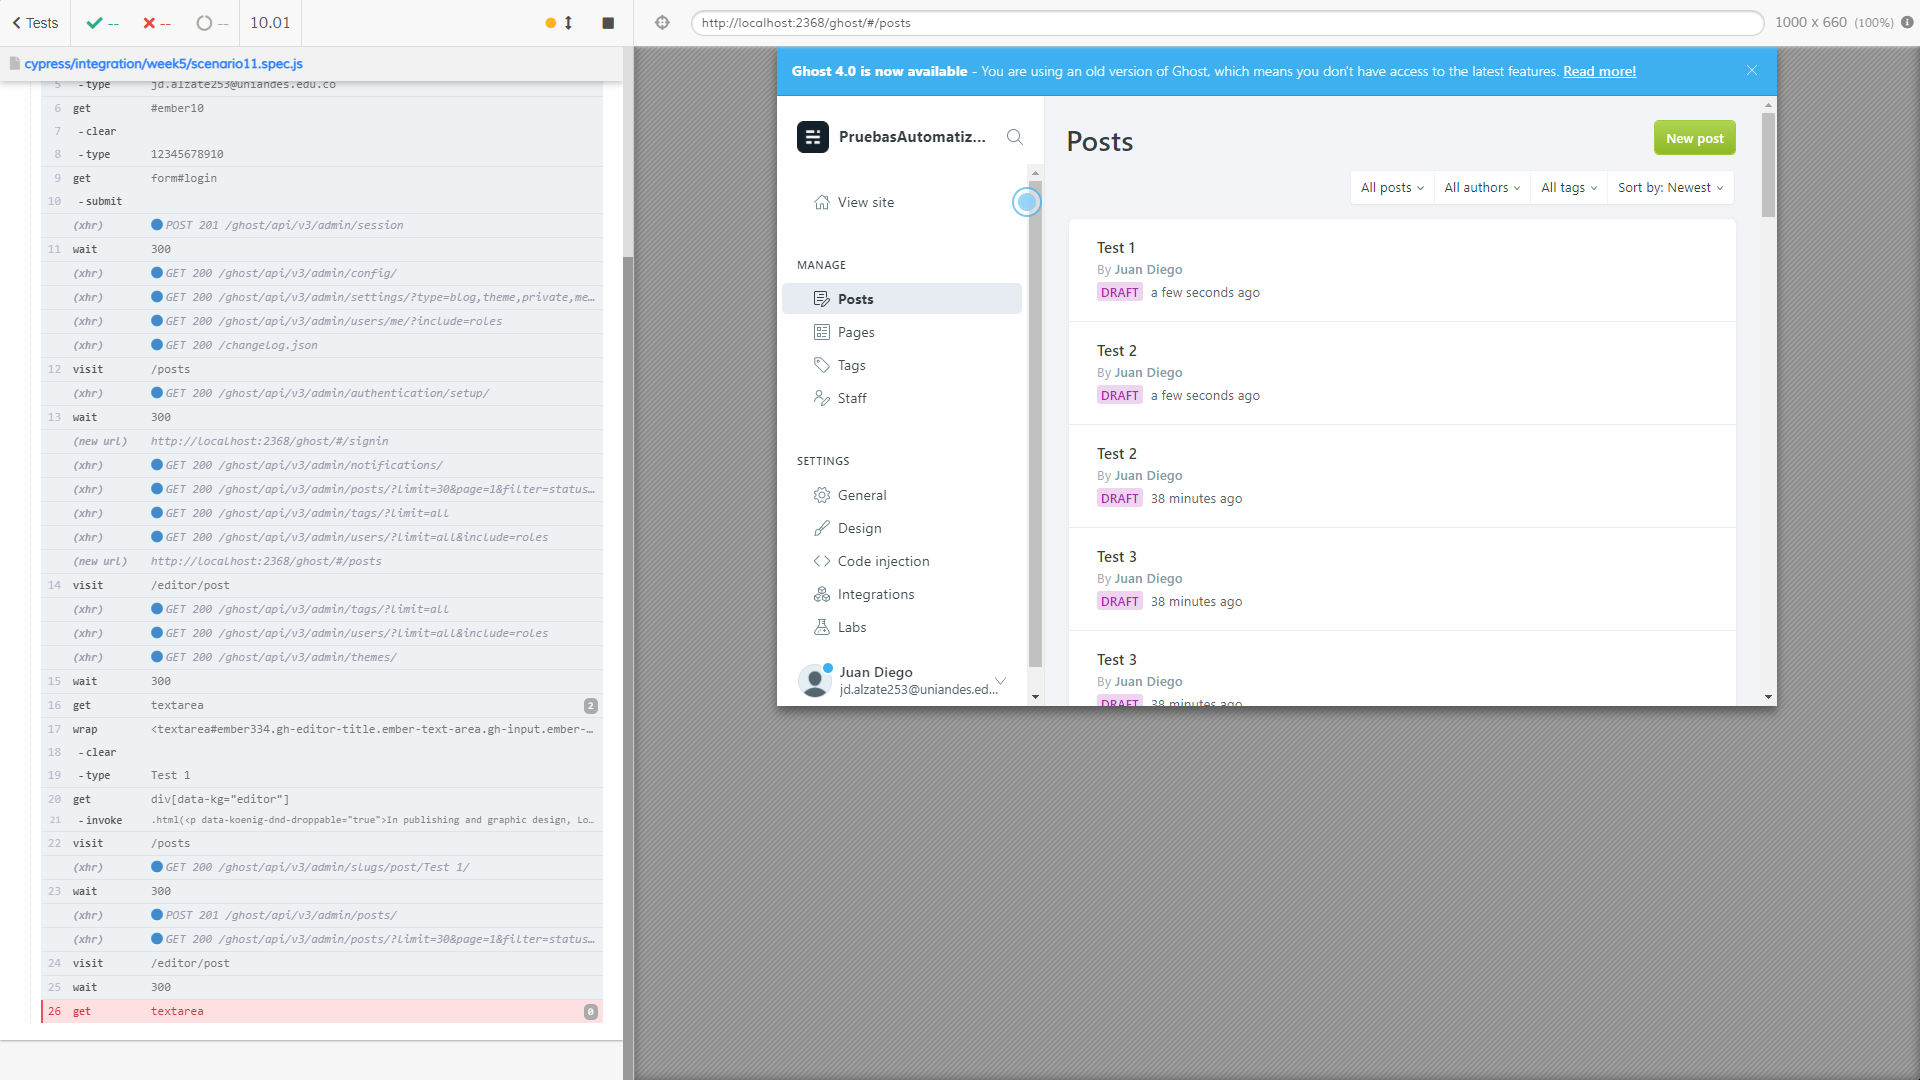 Tests
--
--
--
10.01
http://localhost:2368/ghost/#/posts
1000 x 660 (100%)
cypress/integration/week5/scenario11.spec.js
5 -type jd.alzate253@uniandes.edu.co
6 get #ember10
7 -clear
8 -type 12345678910
9 get form#login
10 -submit
(xhr) POST 201 /ghost/api/v3/admin/session
11 wait 300
(xhr) GET 200 /ghost/api/v3/admin/config/
(xhr) GET 200 /ghost/api/v3/admin/settings/?type=blog,theme,private,me...
(xhr) GET 200 /ghost/api/v3/admin/users/me/?include=roles
(xhr) GET 200 /changelog.json
12 visit /posts
(xhr) GET 200 /ghost/api/v3/admin/authentication/setup/
13 wait 300
(new url) http://localhost:2368/ghost/#/signin
(xhr) GET 200 /ghost/api/v3/admin/notifications/
(xhr) GET 200 /ghost/api/v3/admin/posts/?limit=30&page=1&filter=status...
(xhr) GET 200 /ghost/api/v3/admin/tags/?limit=all
(xhr) GET 200 /ghost/api/v3/admin/users/?limit=all&include=roles
(new url) http://localhost:2368/ghost/#/posts
14 visit /editor/post
(xhr) GET 200 /ghost/api/v3/admin/tags/?limit=all
(xhr) GET 200 /ghost/api/v3/admin/users/?limit=all&include=roles
(xhr) GET 200 /ghost/api/v3/admin/themes/
15 wait 300
16 get textarea 2
17 wrap <textarea#ember334.gh-editor-title.ember-text-area.gh-input.ember-...
18 -clear
19 -type Test 1
20 get div[data-kg="editor"]
21 -invoke .html(<p data-koenig-dnd-droppable="true">In publishing and graphic design, Lo...
22 visit /posts
(xhr) GET 200 /ghost/api/v3/admin/slugs/post/Test 1/
23 wait 300
(xhr) POST 201 /ghost/api/v3/admin/posts/
(xhr) GET 200 /ghost/api/v3/admin/posts/?limit=30&page=1&filter=status...
24 visit /editor/post
25 wait 300
26 get textarea 0
Ghost 4.0 is now available - You are using an old version of Ghost, which means you don't have access to the latest features. Read more!
PruebasAutomatiz...
View site
MANAGE
Posts
Pages
Tags
Staff
SETTINGS
General
Design
Code injection
Integrations
Labs
Juan Diego
jd.alzate253@uniandes.ed...
Posts
New post
All posts
All authors
All tags
Sort by: Newest
Test 1
By Juan Diego
DRAFT a few seconds ago
Test 2
By Juan Diego
DRAFT a few seconds ago
Test 2
By Juan Diego
DRAFT 38 minutes ago
Test 3
By Juan Diego
DRAFT 38 minutes ago
Test 3
By Juan Diego
DRAFT 38 minutes ago